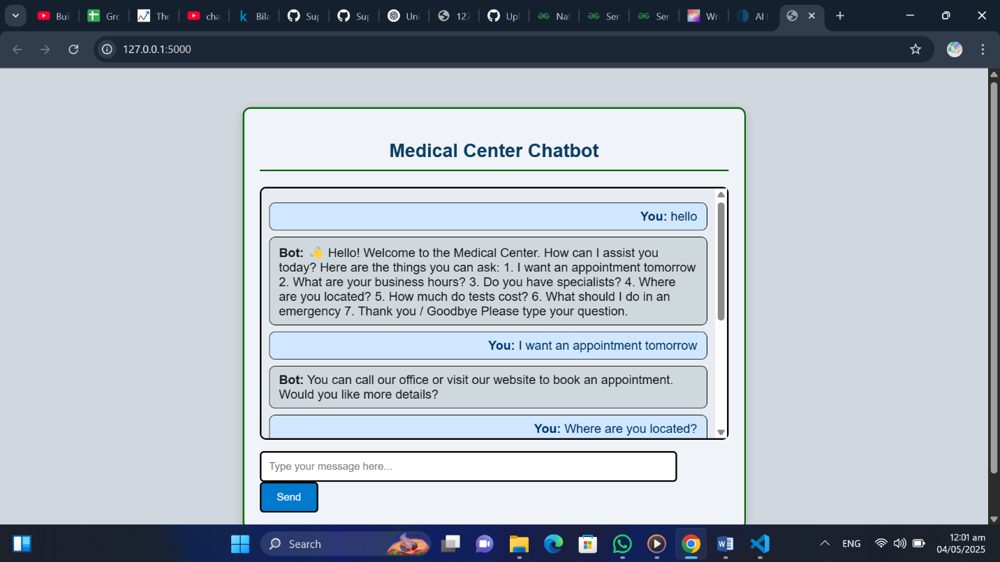 Bui
Gro
The
cha
Bila
Sup
Sup
Uni
127
Upl
Nat
Ser
Ser
Wri
AI
127.0.0.1:5000
Medical Center Chatbot
You: hello
Bot: 👋 Hello! Welcome to the Medical Center. How can I assist you
today? Here are the things you can ask: 1. I want an appointment tomorrow
2. What are your business hours? 3. Do you have specialists? 4. Where
are you located? 5. How much do tests cost? 6. What should I do in an
emergency 7. Thank you / Goodbye Please type your question.
You: I want an appointment tomorrow
Bot: You can call our office or visit our website to book an appointment.
Would you like more details?
You: Where are you located?
Type your message here...
Send
Search
ENG
12:01 am
04/05/2025